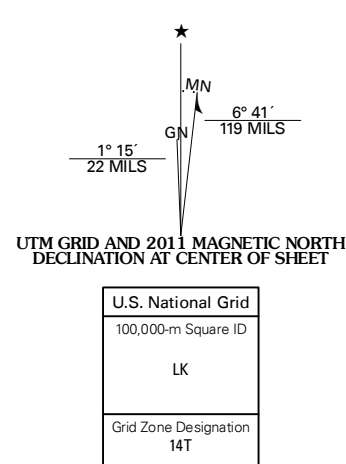 ★
MN
GN
6° 41´
119 MILS
1° 15´
22 MILS
UTM GRID AND 2011 MAGNETIC NORTH
DECLINATION AT CENTER OF SHEET
U.S. National Grid
100,000-m Square ID
LK
Grid Zone Designation
14T